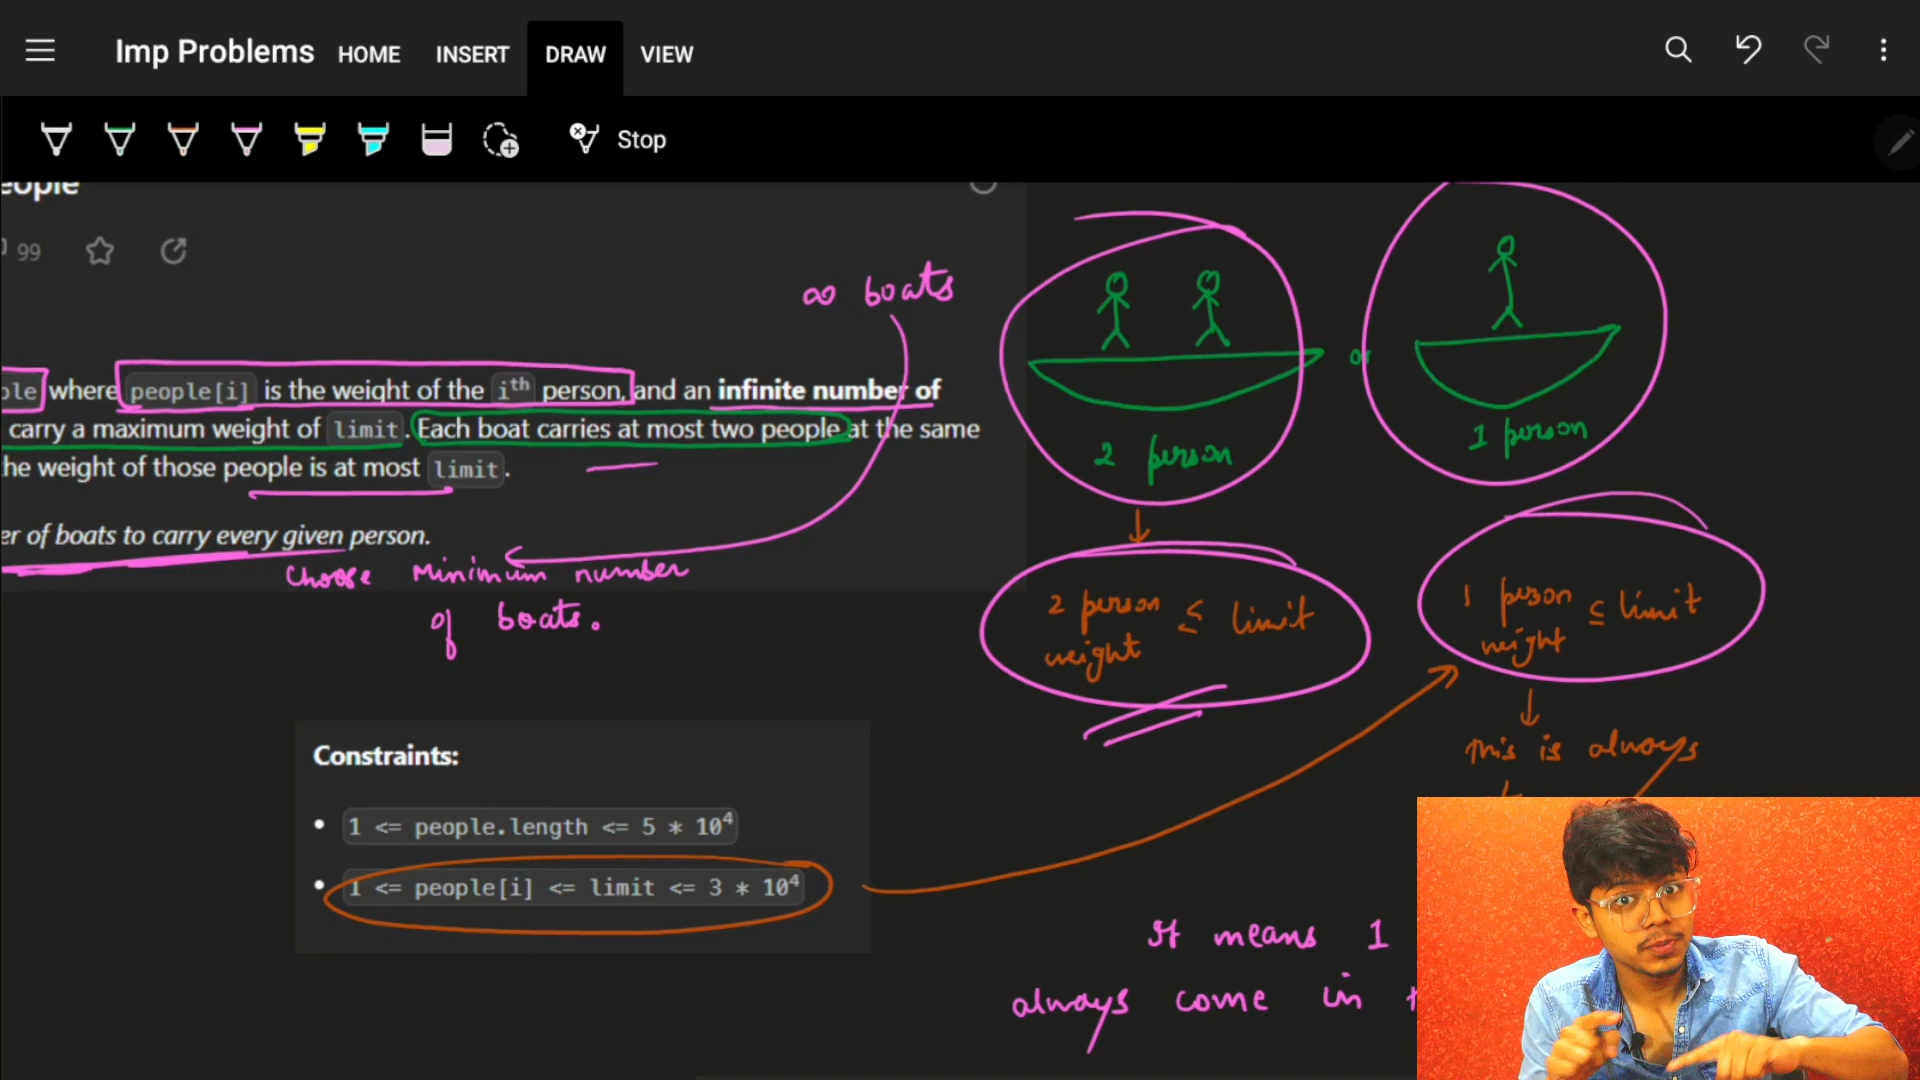 Imp Problems HOME INSERT DRAW VIEW
Stop
eople
99
∞ boats
ple where people[i] is the weight of the ith person, and an infinite number of
carry a maximum weight of limit. Each boat carries at most two people at the same
he weight of those people is at most limit.
er of boats to carry every given person.
choose Minimum number
of boats.
2 person
or
1 person
2 person weight ≤ limit
1 person weight ≤ limit
This is always
Constraints:
• 1 <= people.length <= 5 * 10⁴
• 1 <= people[i] <= limit <= 3 * 10⁴
It means 1
always come in